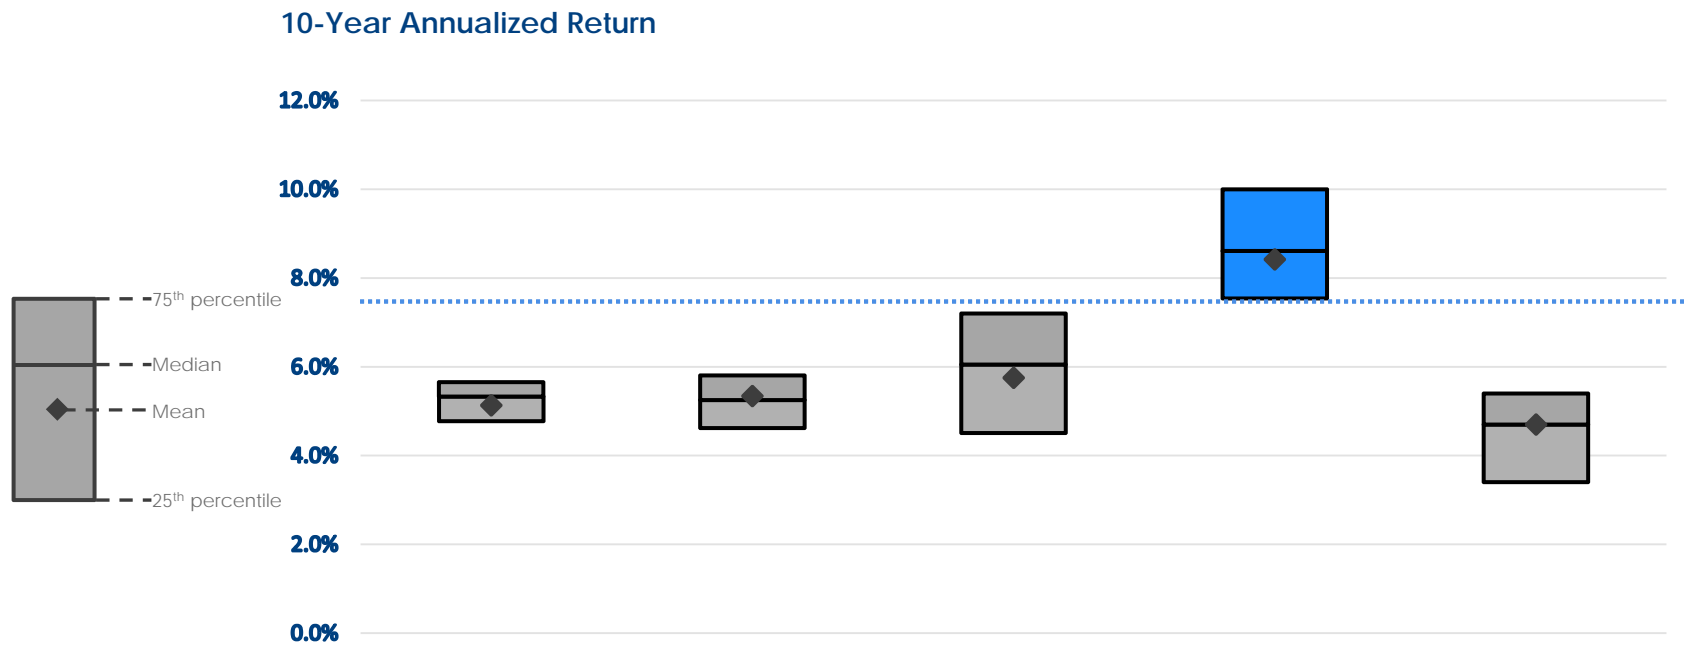 10-Year Annualized Return
12.0%
10.0%
8.0%
6.0%
4.0%
2.0%
0.0%
75th percentile
Median
Mean
25th percentile